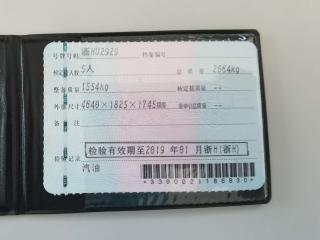 号牌号码 浙HU2929 档案编号
核定载人数 5人 总质量 2664kg
整备质量 1554kg 核定载质量 --
外廓尺寸 4640×1825×1745mm 准牵引总质量 --
备注
检验有效期至2019年01月浙H(浙H)
检验记录
汽油